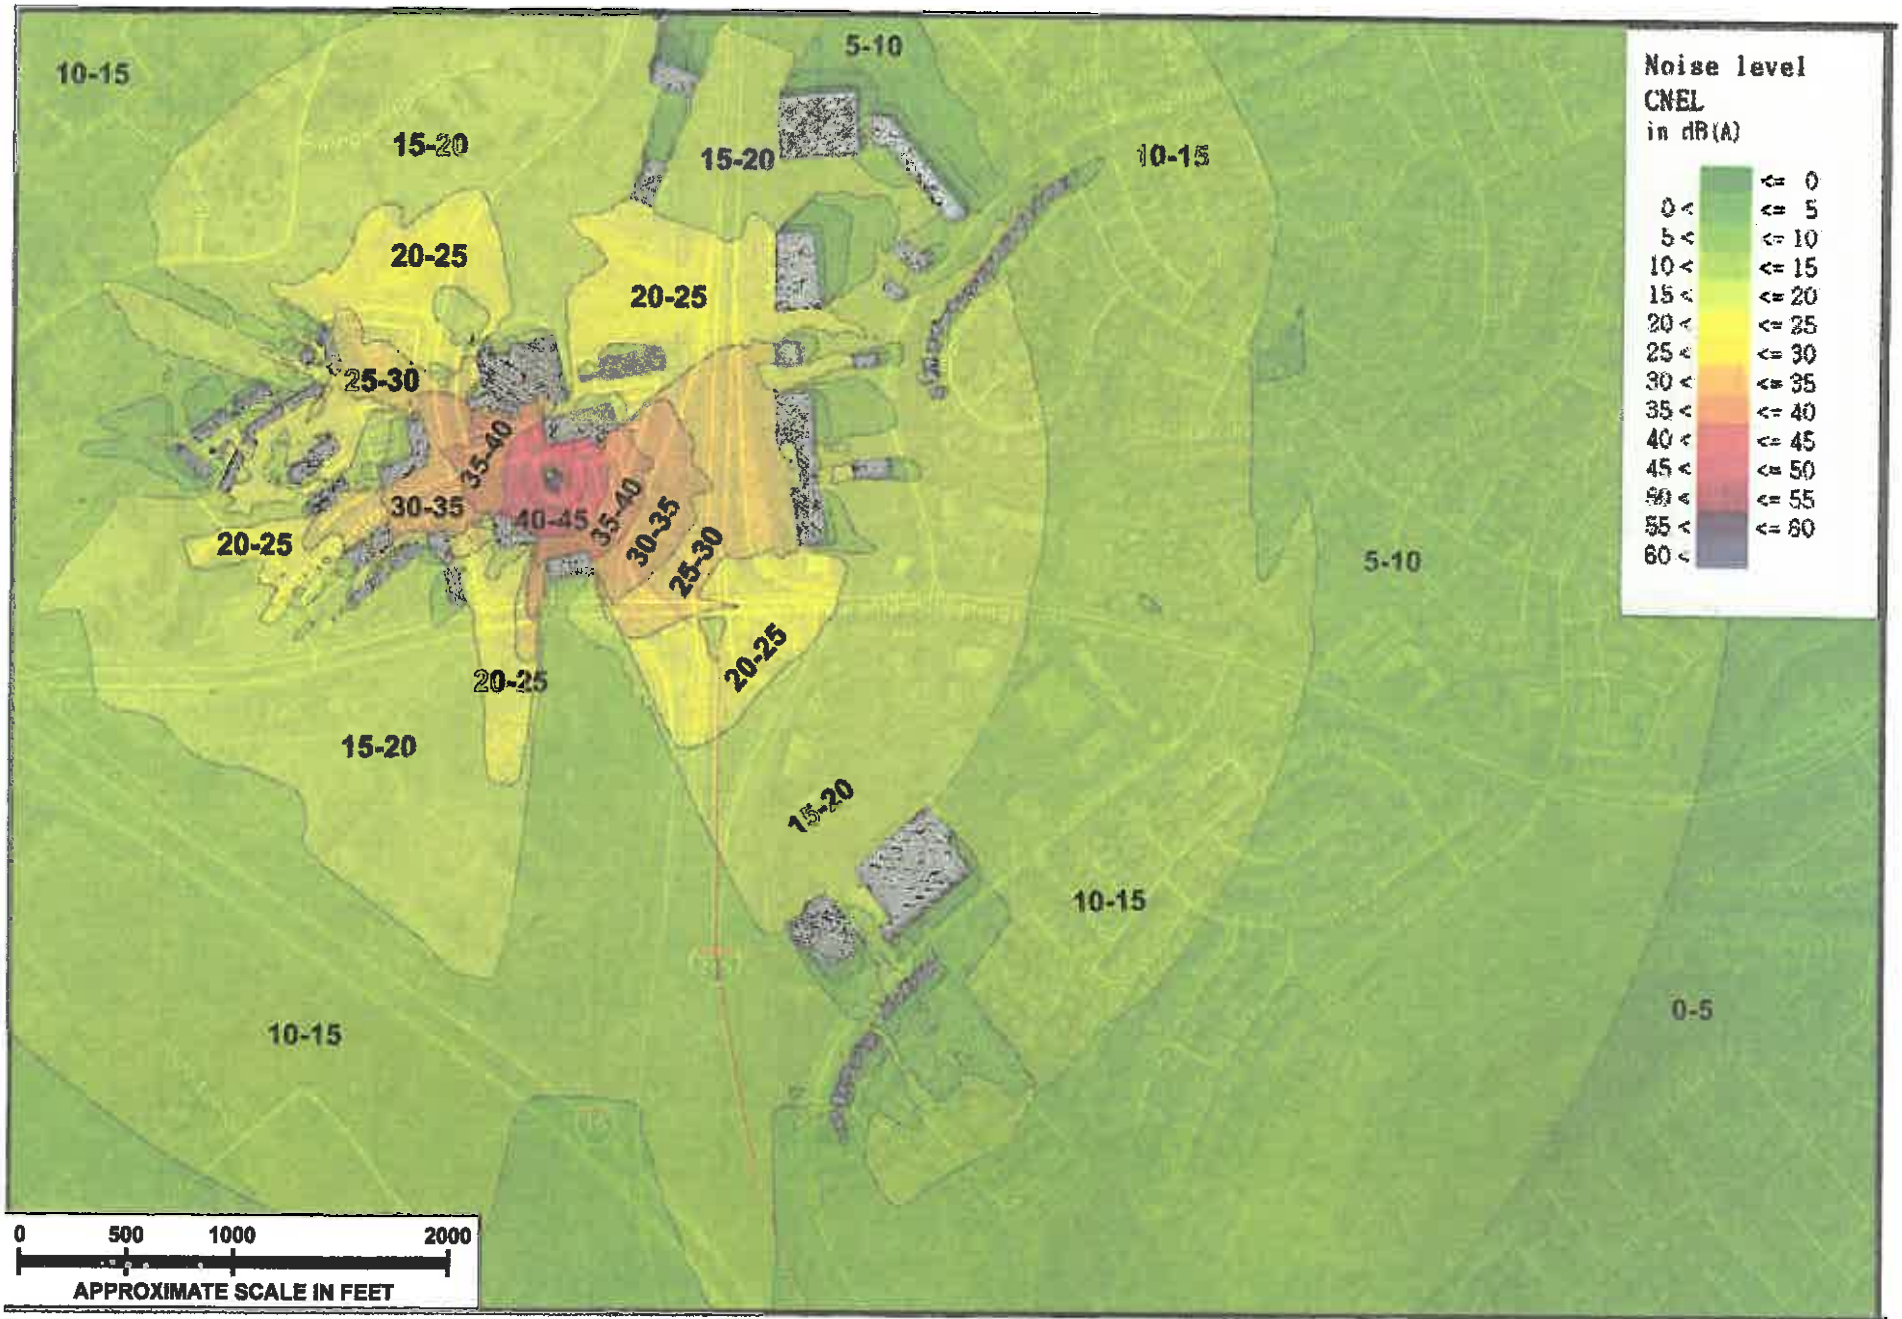 5-10
10-15
15-20
15-20
10-15
20-25
20-25
25-30
35-40
30-35
40-45
35-40
30-35
25-30
20-25
20-25
20-25
15-20
15-20
10-15
10-15
5-10
0-5
Noise level
CNEL
in dB(A)
<= 0
0< <= 5
5< <= 10
10< <= 15
15< <= 20
20< <= 25
25< <= 30
30< <= 35
35< <= 40
40< <= 45
45< <= 50
50< <= 55
55< <= 60
60<
0 500 1000 2000
APPROXIMATE SCALE IN FEET